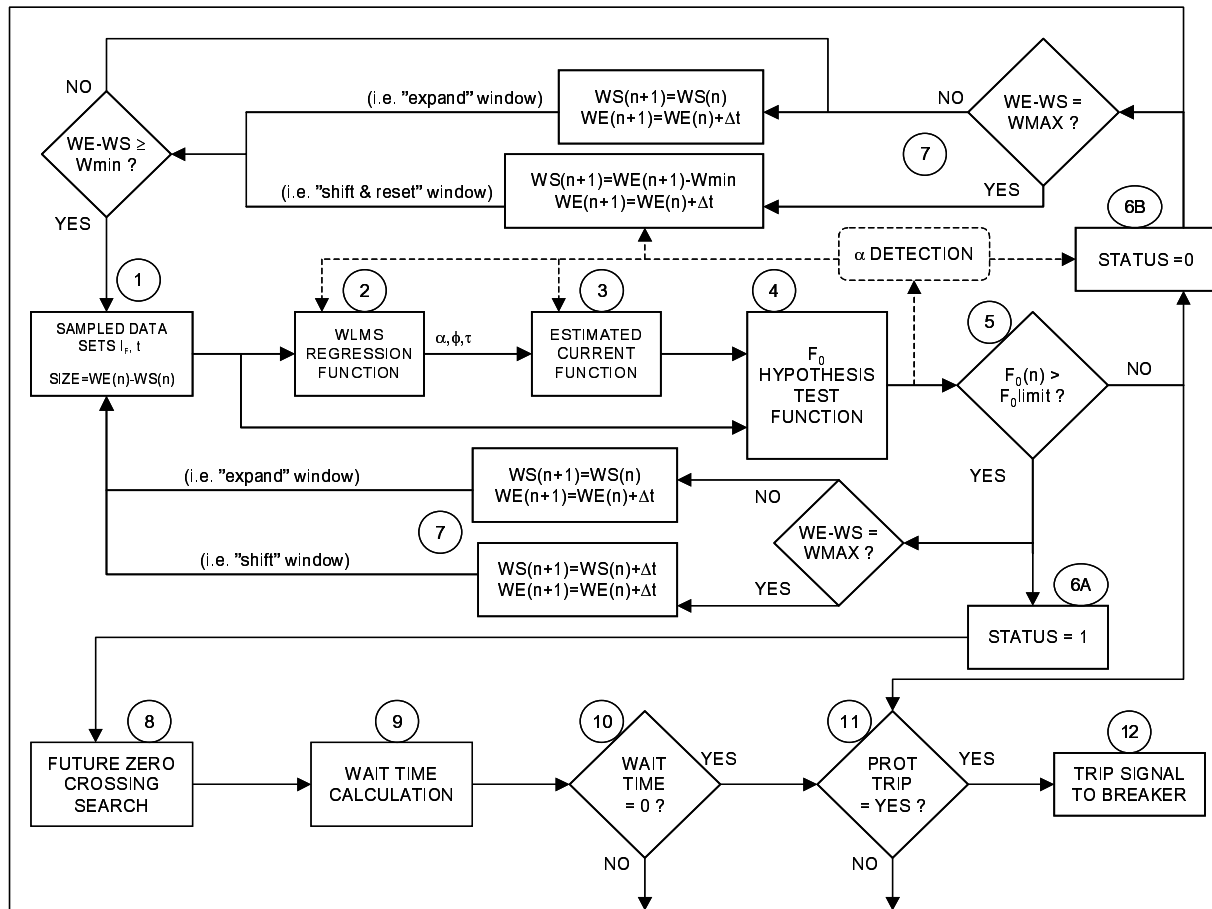 NO
WE-WS ≥
Wmin ?
YES
(i.e. "expand" window)
WS(n+1)=WS(n)
WE(n+1)=WE(n)+Δt
NO
WE-WS =
WMAX ?
7
YES
(i.e. "shift & reset" window)
WS(n+1)=WE(n+1)-Wmin
WE(n+1)=WE(n)+Δt
6B
STATUS =0
α DETECTION
1
SAMPLED DATA
SETS I_F, t
SIZE=WE(n)-WS(n)
2
WLMS
REGRESSION
FUNCTION
α,ϕ,τ
3
ESTIMATED
CURRENT
FUNCTION
4
F₀
HYPOTHESIS
TEST
FUNCTION
5
F₀(n) >
F₀limit ?
NO
YES
(i.e. "expand" window)
WS(n+1)=WS(n)
WE(n+1)=WE(n)+Δt
NO
WE-WS =
WMAX ?
7
(i.e. "shift" window)
WS(n+1)=WS(n)+Δt
WE(n+1)=WE(n)+Δt
YES
6A
STATUS = 1
8
FUTURE ZERO
CROSSING
SEARCH
9
WAIT TIME
CALCULATION
10
WAIT
TIME
= 0 ?
YES
NO
11
PROT
TRIP
= YES ?
YES
NO
12
TRIP SIGNAL
TO BREAKER